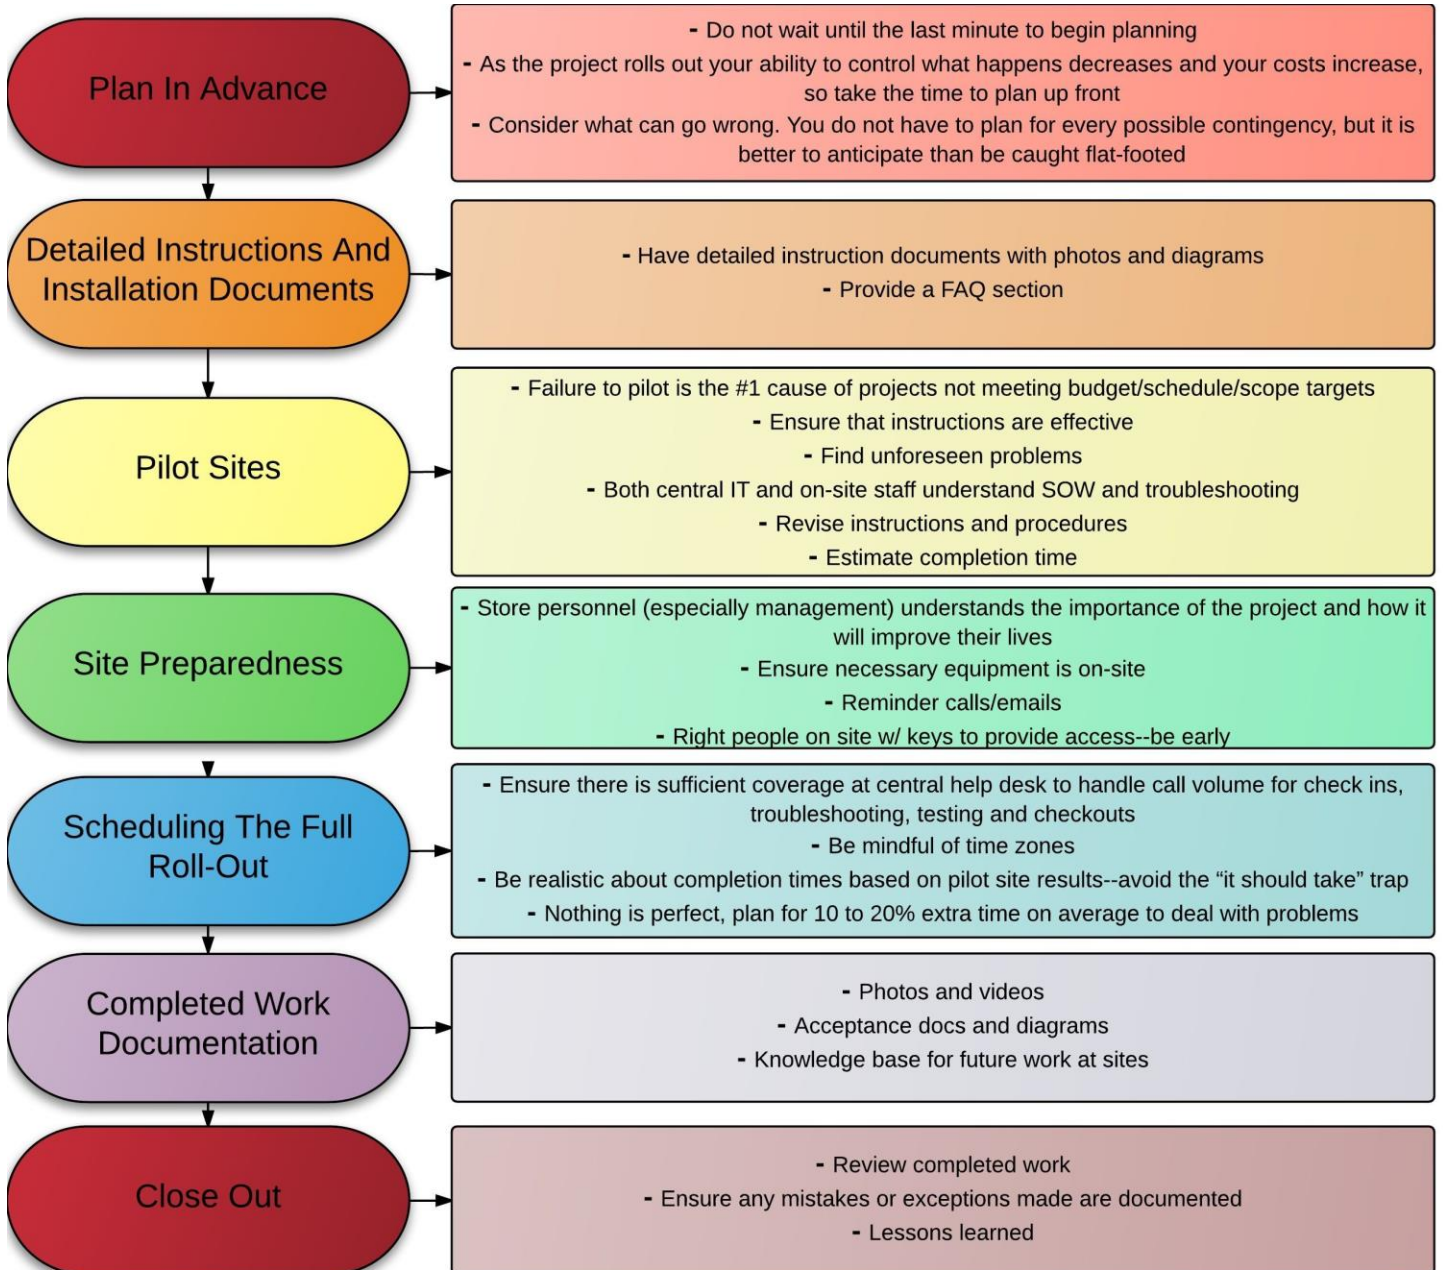 Plan In Advance
- Do not wait until the last minute to begin planning
- As the project rolls out your ability to control what happens decreases and your costs increase,
so take the time to plan up front
- Consider what can go wrong. You do not have to plan for every possible contingency, but it is
better to anticipate than be caught flat-footed
Detailed Instructions And
Installation Documents
- Have detailed instruction documents with photos and diagrams
- Provide a FAQ section
Pilot Sites
- Failure to pilot is the #1 cause of projects not meeting budget/schedule/scope targets
- Ensure that instructions are effective
- Find unforeseen problems
- Both central IT and on-site staff understand SOW and troubleshooting
- Revise instructions and procedures
- Estimate completion time
Site Preparedness
- Store personnel (especially management) understands the importance of the project and how it
will improve their lives
- Ensure necessary equipment is on-site
- Reminder calls/emails
- Right people on site w/ keys to provide access--be early
Scheduling The Full
Roll-Out
- Ensure there is sufficient coverage at central help desk to handle call volume for check ins,
troubleshooting, testing and checkouts
- Be mindful of time zones
- Be realistic about completion times based on pilot site results--avoid the “it should take” trap
- Nothing is perfect, plan for 10 to 20% extra time on average to deal with problems
Completed Work
Documentation
- Photos and videos
- Acceptance docs and diagrams
- Knowledge base for future work at sites
Close Out
- Review completed work
- Ensure any mistakes or exceptions made are documented
- Lessons learned